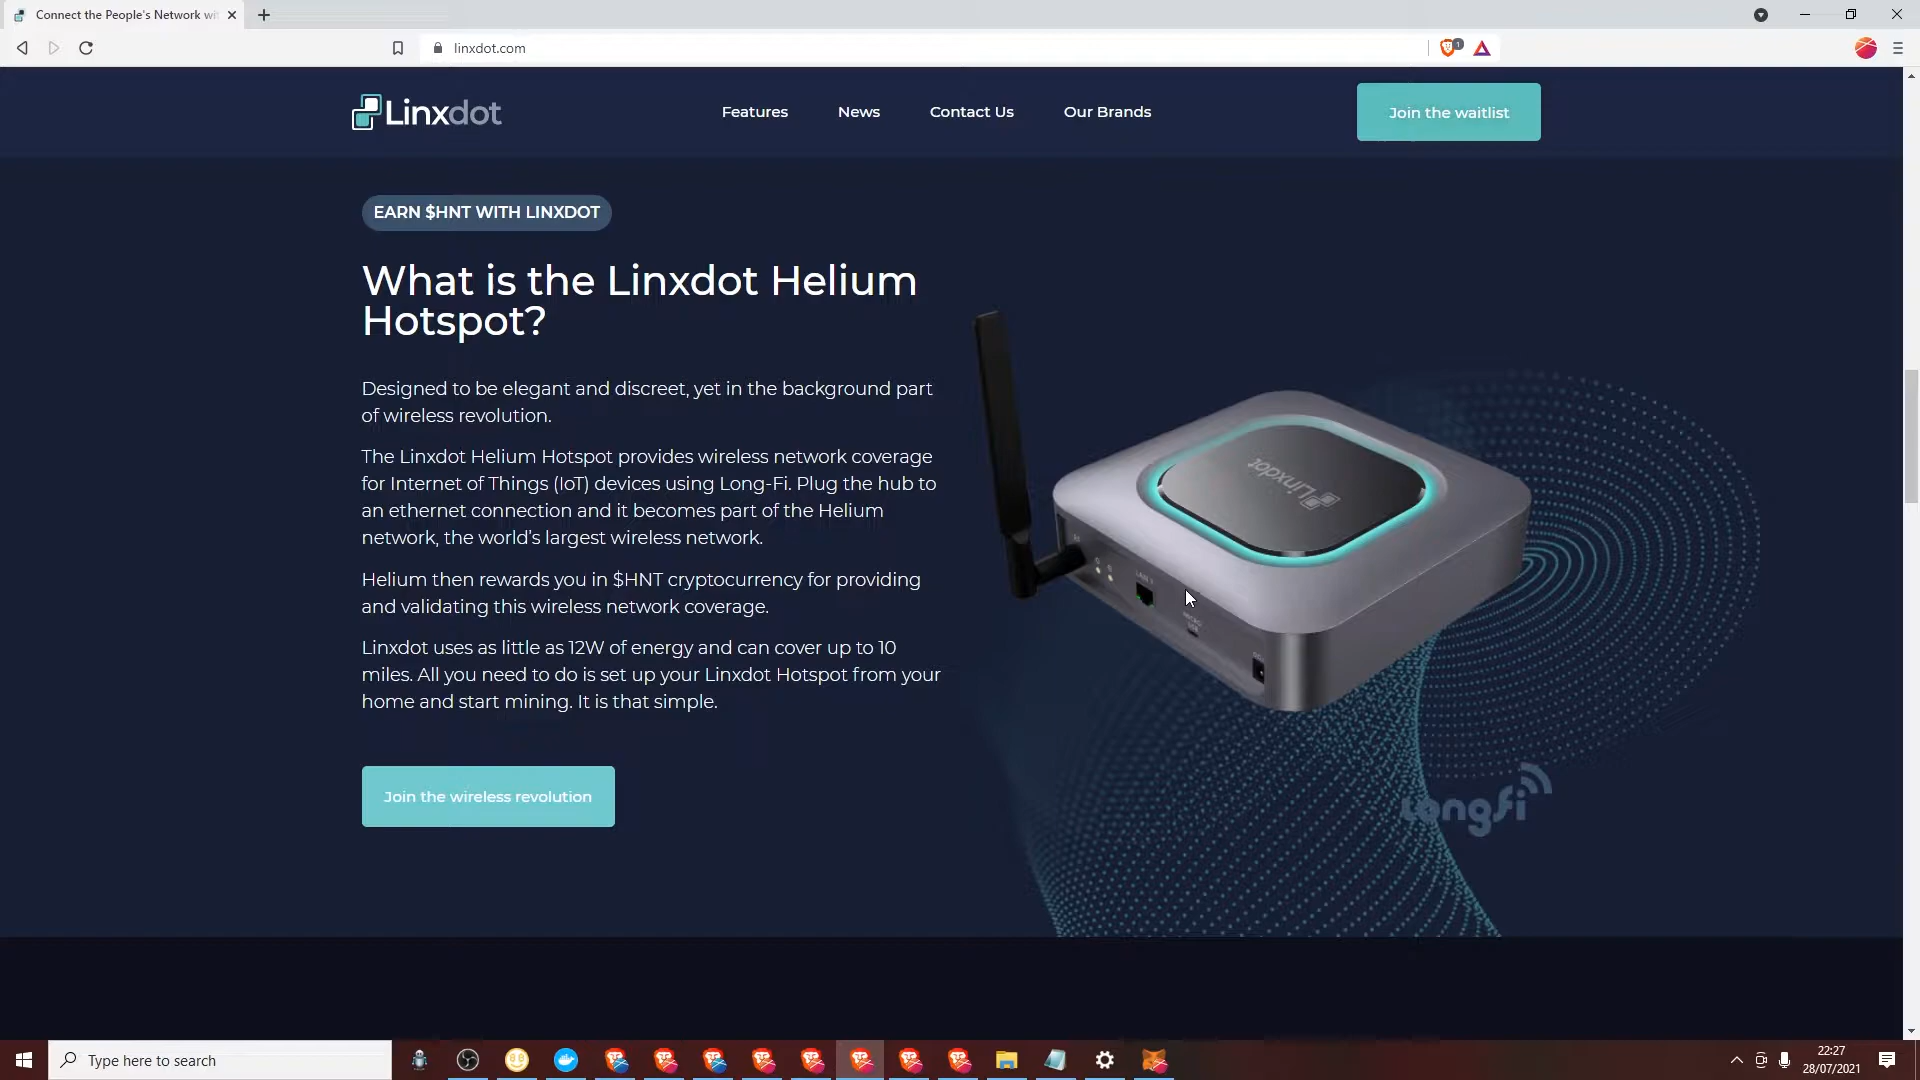 Connect the People's Network wi
linxdot.com
1
Linxdot
Features
News
Contact Us
Our Brands
Join the waitlist
EARN $HNT WITH LINXDOT
What is the Linxdot Helium
Hotspot?
Designed to be elegant and discreet, yet in the background part
of wireless revolution.
The Linxdot Helium Hotspot provides wireless network coverage
for Internet of Things (IoT) devices using Long-Fi. Plug the hub to
an ethernet connection and it becomes part of the Helium
network, the world's largest wireless network.
Helium then rewards you in $HNT cryptocurrency for providing
and validating this wireless network coverage.
Linxdot uses as little as 12W of energy and can cover up to 10
miles. All you need to do is set up your Linxdot Hotspot from your
home and start mining. It is that simple.
Join the wireless revolution
Linxdot
MICRO
USB
longfi
Type here to search
22:27
28/07/2021